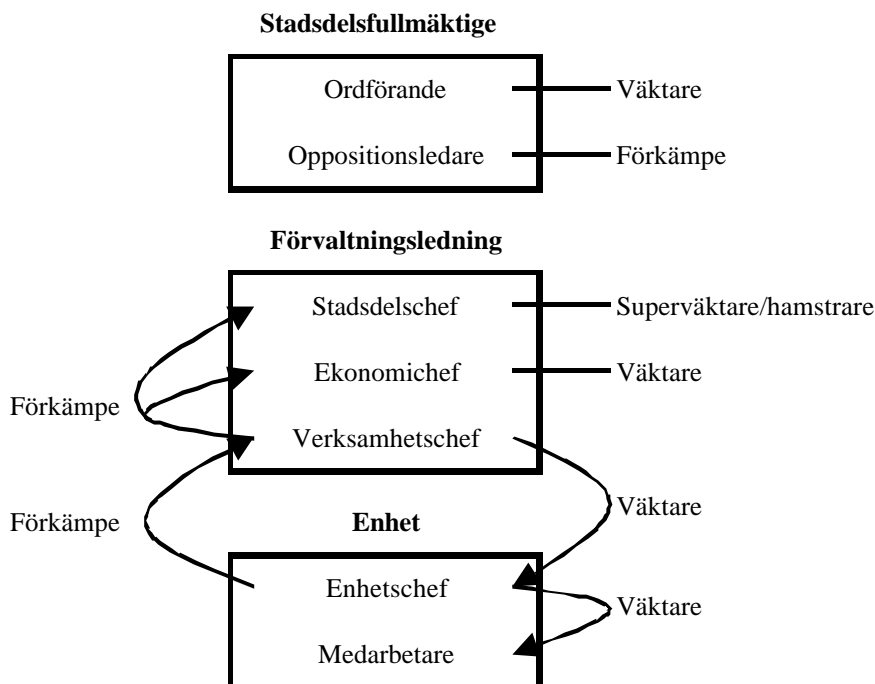 Stadsdelsfullmäktige
Ordförande Väktare
Oppositionsledare Förkämpe
Förvaltningsledning
Stadsdelschef Superväktare/hamstrare
Ekonomichef Väktare
Förkämpe
Verksamhetschef
Väktare
Förkämpe Enhet
Enhetschef
Väktare
Medarbetare